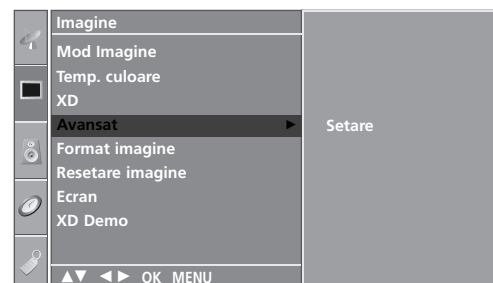 Imagine
Mod Imagine
Temp. culoare
XD
Avansat ► Setare
Format imagine
Resetare imagine
Ecran
XD Demo
▲▼ ◄► OK MENU